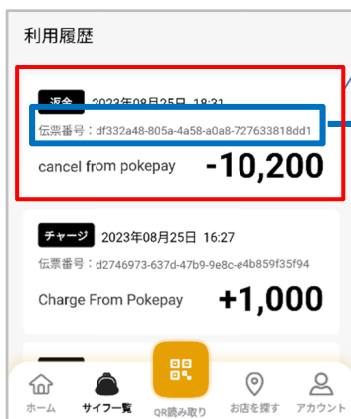 利用履歴
返金 2023年08月25日 18:31
伝票番号：df332a48-805a-4a58-a0a8-727633818dd1
cancel from pokepay -10,200
チャージ 2023年08月25日 16:27
伝票番号：d2746973-637d-47b9-9e8c-e4b859f35f94
Charge From Pokepay +1,000
ホーム サイフ一覧 QR読み取り お店を探す アカウント